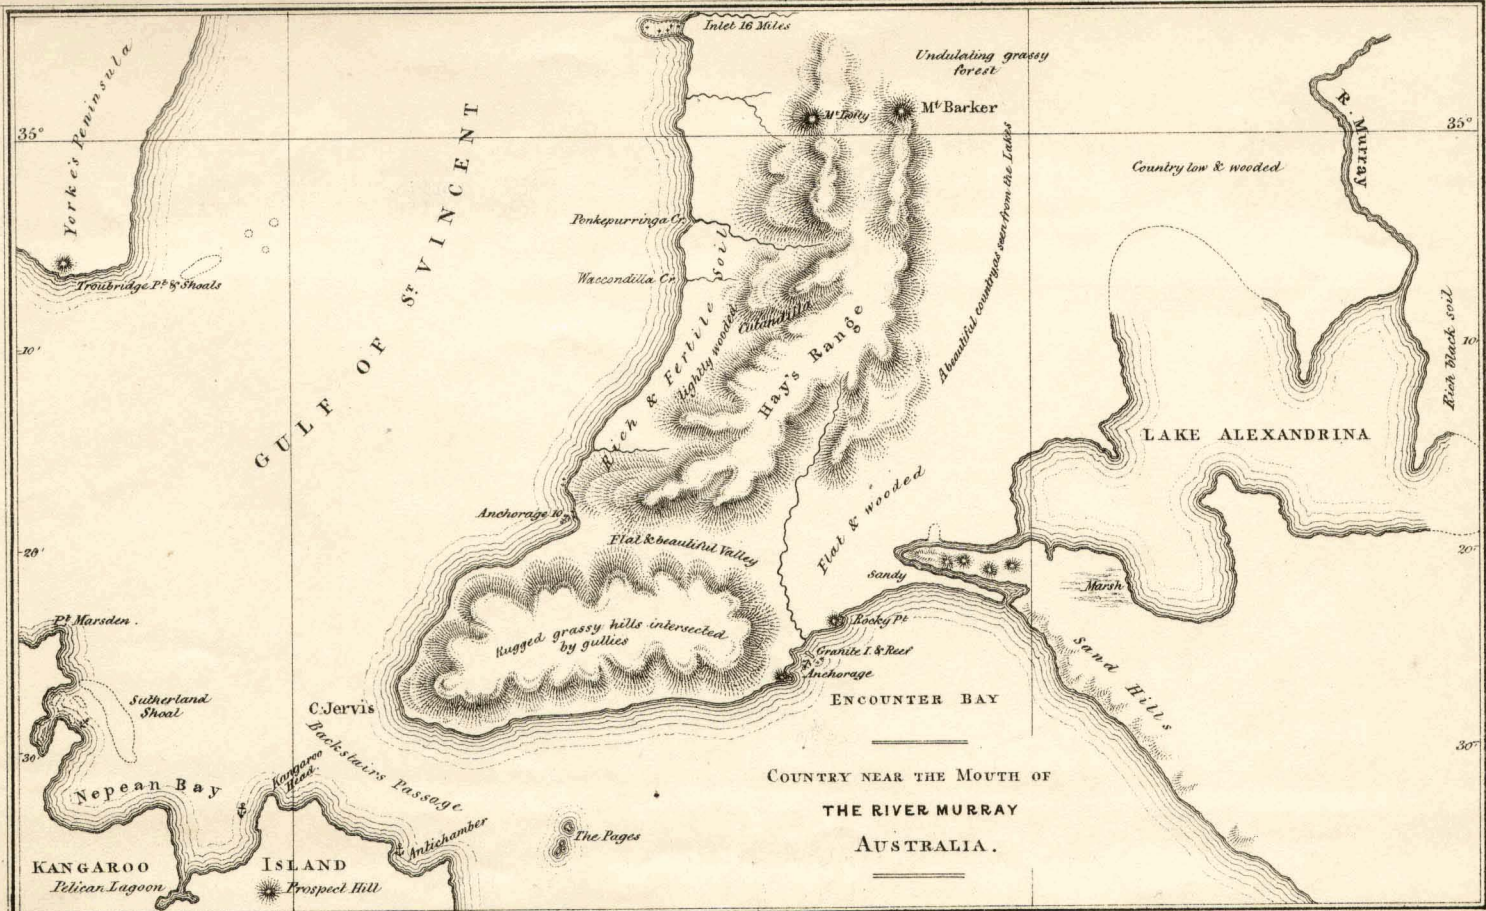 Inlet 16 Miles
Undulating grassy
forest
Yorke's Peninsula
Mt. Lofty
Mt Barker
R. Murray
35°
35°
Country low & wooded
GULF OF ST. VINCENT
Ponkepurringa Cr.
A beautiful country as seen from the Lakes
Waccondilla Cr.
Troubridge Pt. & Shoals
Rich & Fertile Soil
lightly wooded
Cutandilla
Hay's Range
10'
10'
Rich black soil
LAKE ALEXANDRINA
Anchorage 10
Flat & wooded
Flat & beautiful Valley
20'
20'
Sandy
Marsh
Pt. Marsden.
Rugged grassy hills intersected
by gullies
Rocky Pt
Granite I. & Reef
Anchorage
Sand Hills
Sutherland
Shoal
C. Jervis
ENCOUNTER BAY
30'
30'
Backstairs Passage
Kangaroo
Head.
Nepean Bay
COUNTRY NEAR THE MOUTH OF
THE RIVER MURRAY
AUSTRALIA.
The Pages
Antichamber
KANGAROO ISLAND
Pelican Lagoon
Prospect Hill